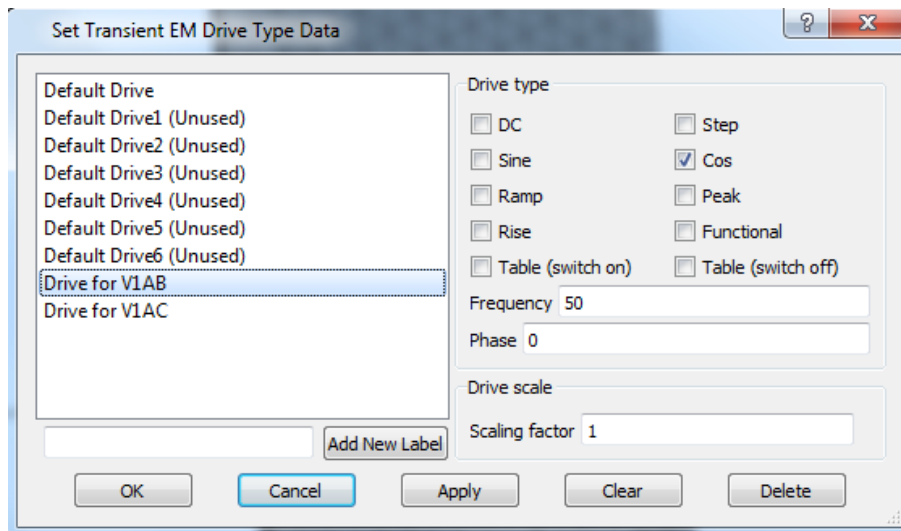 Set Transient EM Drive Type Data
?
Default Drive
Default Drive1 (Unused)
Default Drive2 (Unused)
Default Drive3 (Unused)
Default Drive4 (Unused)
Default Drive5 (Unused)
Default Drive6 (Unused)
Drive for V1AB
Drive for V1AC
Add New Label
Drive type
DC
Step
Sine
Cos
Ramp
Peak
Rise
Functional
Table (switch on)
Table (switch off)
Frequency 50
Phase 0
Drive scale
Scaling factor 1
OK
Cancel
Apply
Clear
Delete